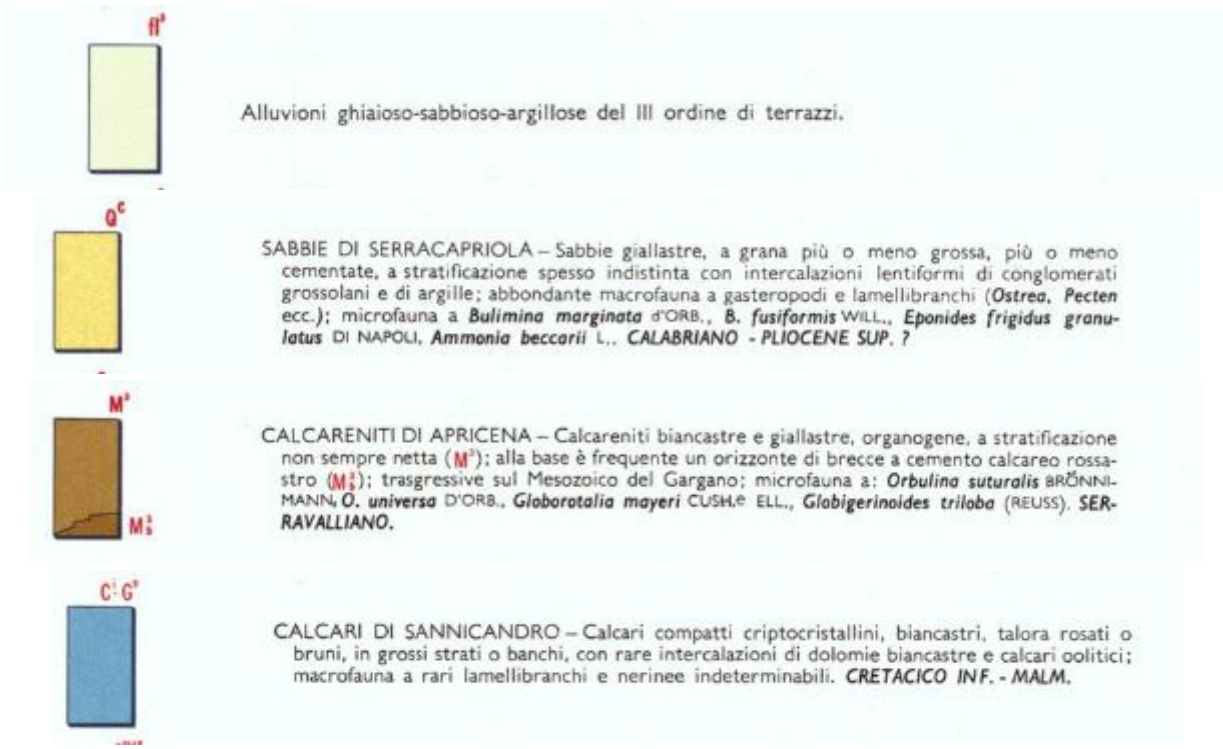 fl³
Alluvioni ghiaioso-sabbioso-argillose del III ordine di terrazzi.
Qᶜ
SABBIE DI SERRACAPRIOLA – Sabbie giallastre, a grana più o meno grossa, più o meno
cementate, a stratificazione spesso indistinta con intercalazioni lentiformi di conglomerati
grossolani e di argille; abbondante macrofauna a gasteropodi e lamellibranchi (Ostrea, Pecten
ecc.); microfauna a Bulimina marginata d'ORB., B. fusiformis WILL., Eponides frigidus granu-
latus DI NAPOLI, Ammonia beccarii L., CALABRIANO - PLIOCENE SUP. ?
M³
CALCARENITI DI APRICENA – Calcareniti biancastre e giallastre, organogene, a stratificazione
non sempre netta (M³); alla base è frequente un orizzonte di brecce a cemento calcareo rossa-
stro (M³b); trasgressive sul Mesozoico del Gargano; microfauna a: Orbulina suturalis BRÖNNI-
MANN, O. universa D'ORB., Globorotalia mayeri CUSH.e ELL., Globigerinoides triloba (REUSS). SER-
RAVALLIANO.
M³b
CALCARI DI SANNICANDRO – Calcari compatti criptocristallini, biancastri, talora rosati o
bruni, in grossi strati o banchi, con rare intercalazioni di dolomie biancastre e calcari oolitici;
macrofauna a rari lamellibranchi e nerinee indeterminabili. CRETACICO INF. - MALM.